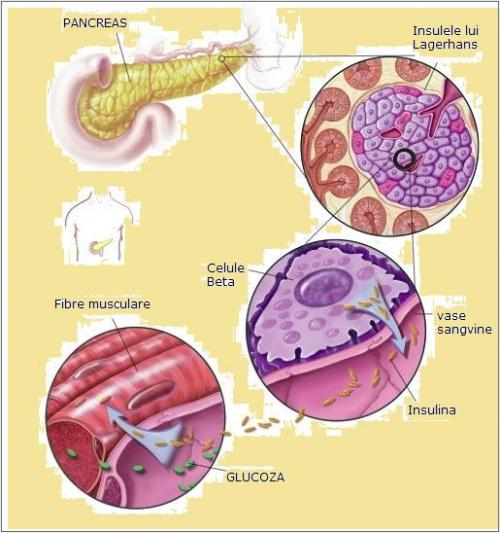 PANCREAS
Insulele lui
Lagerhans
Celule
Beta
Fibre musculare
vase
sangvine
Insulina
GLUCOZA